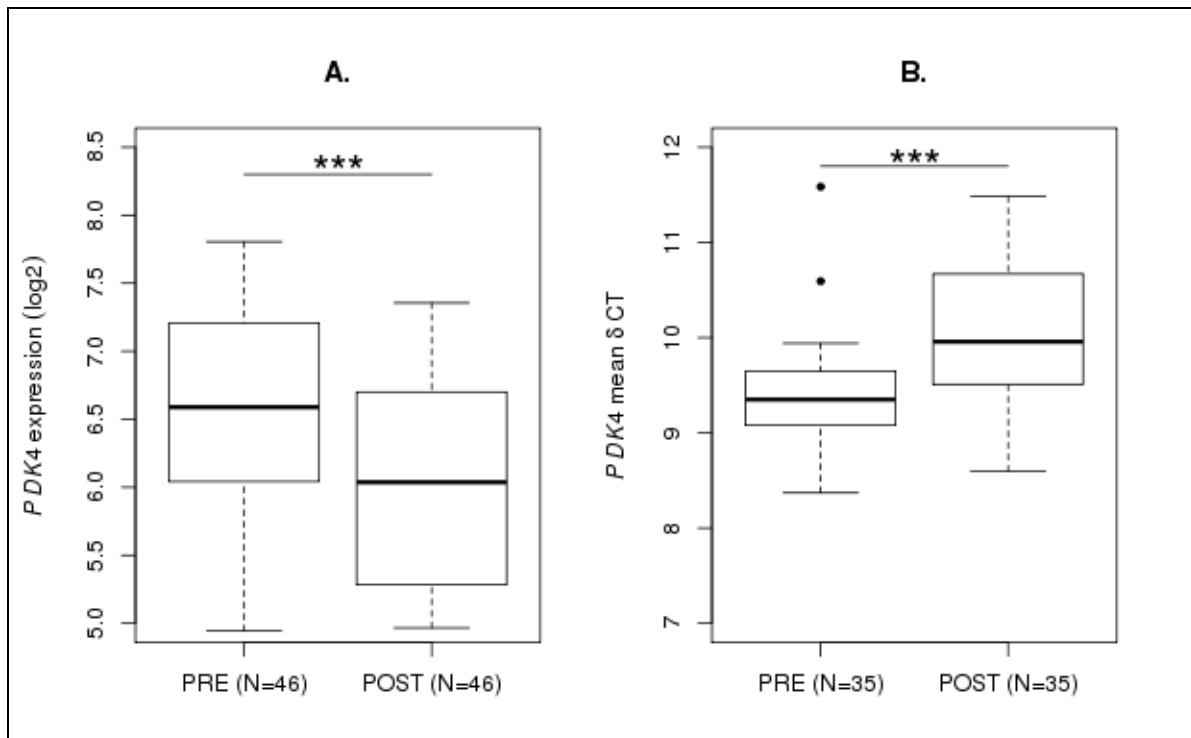 A.
PDK4 expression (log2)
8.5
8.0
7.5
7.0
6.5
6.0
5.5
5.0
***
PRE (N=46)
POST (N=46)
B.
PDK4 mean δ CT
12
11
10
9
8
7
***
PRE (N=35)
POST (N=35)